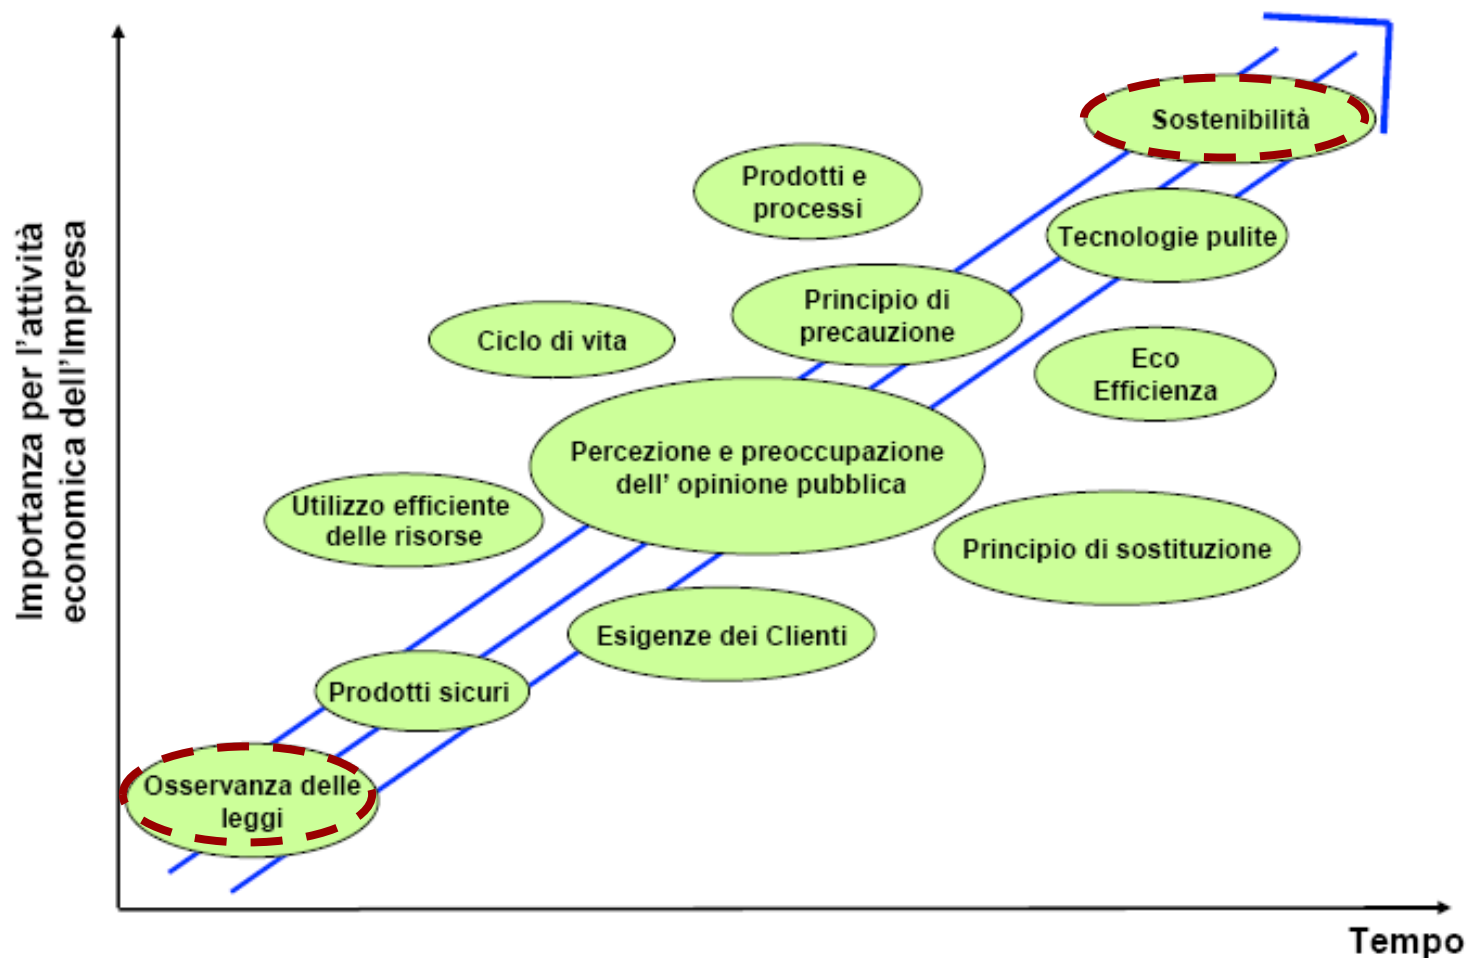 Sostenibilità
Prodotti e
processi
Tecnologie pulite
Principio di
precauzione
Ciclo di vita
Eco
Efficienza
Percezione e preoccupazione
dell' opinione pubblica
Utilizzo efficiente
delle risorse
Principio di sostituzione
Esigenze dei Clienti
Prodotti sicuri
Osservanza delle
leggi
Importanza per l'attività
economica dell'Impresa
Tempo